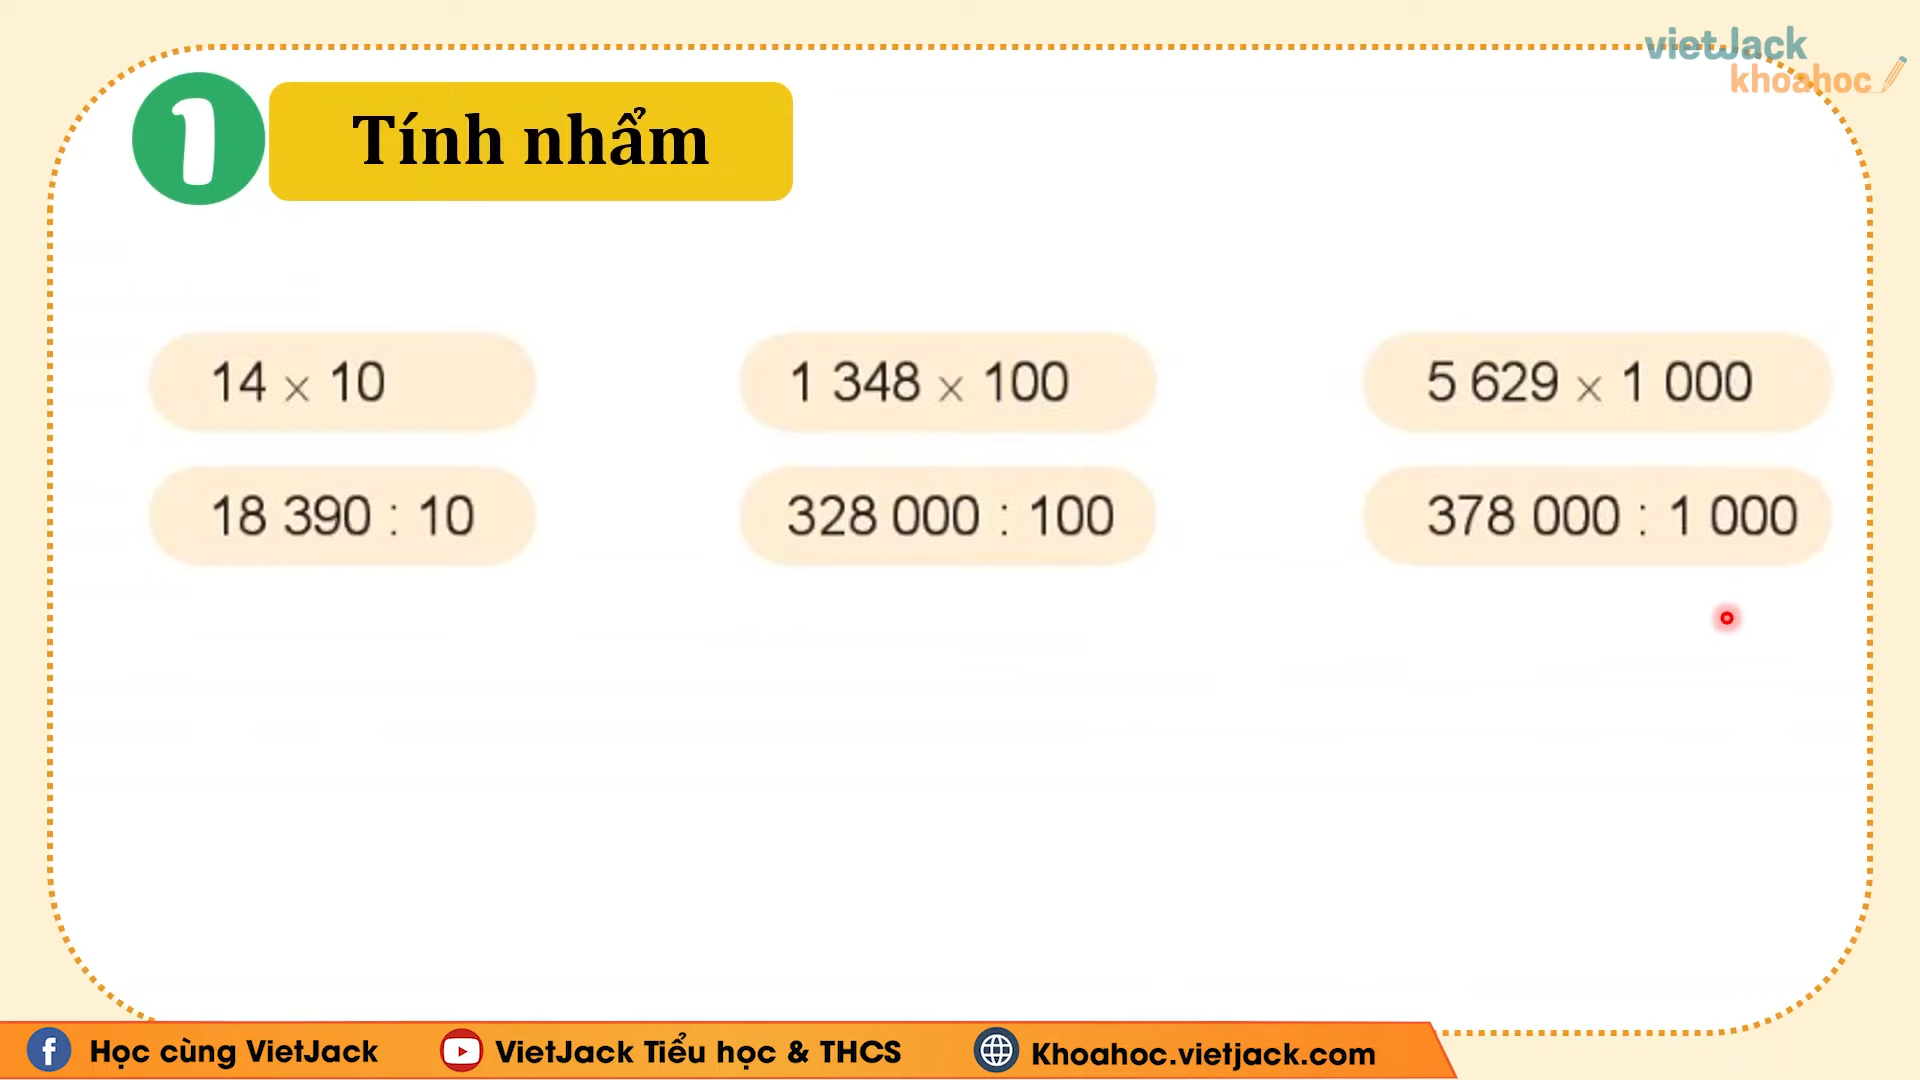 vietJack
khoahoc
1
Tính nhẩm
14 × 10
1 348 × 100
5 629 × 1 000
18 390 : 10
328 000 : 100
378 000 : 1 000
Học cùng VietJack
VietJack Tiểu học & THCS
Khoahoc.vietjack.com